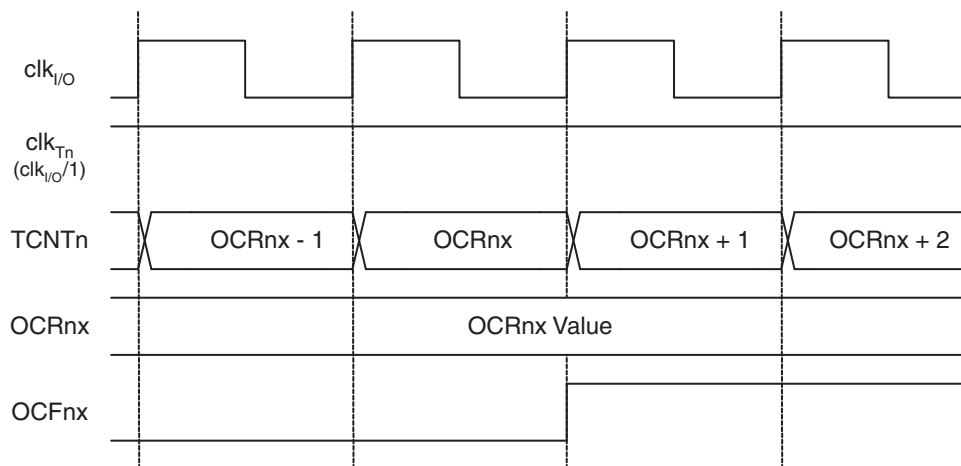 clkI/O
clkTn
(clkI/O/1)
TCNTn OCRnx - 1 OCRnx OCRnx + 1 OCRnx + 2
OCRnx OCRnx Value
OCFnx